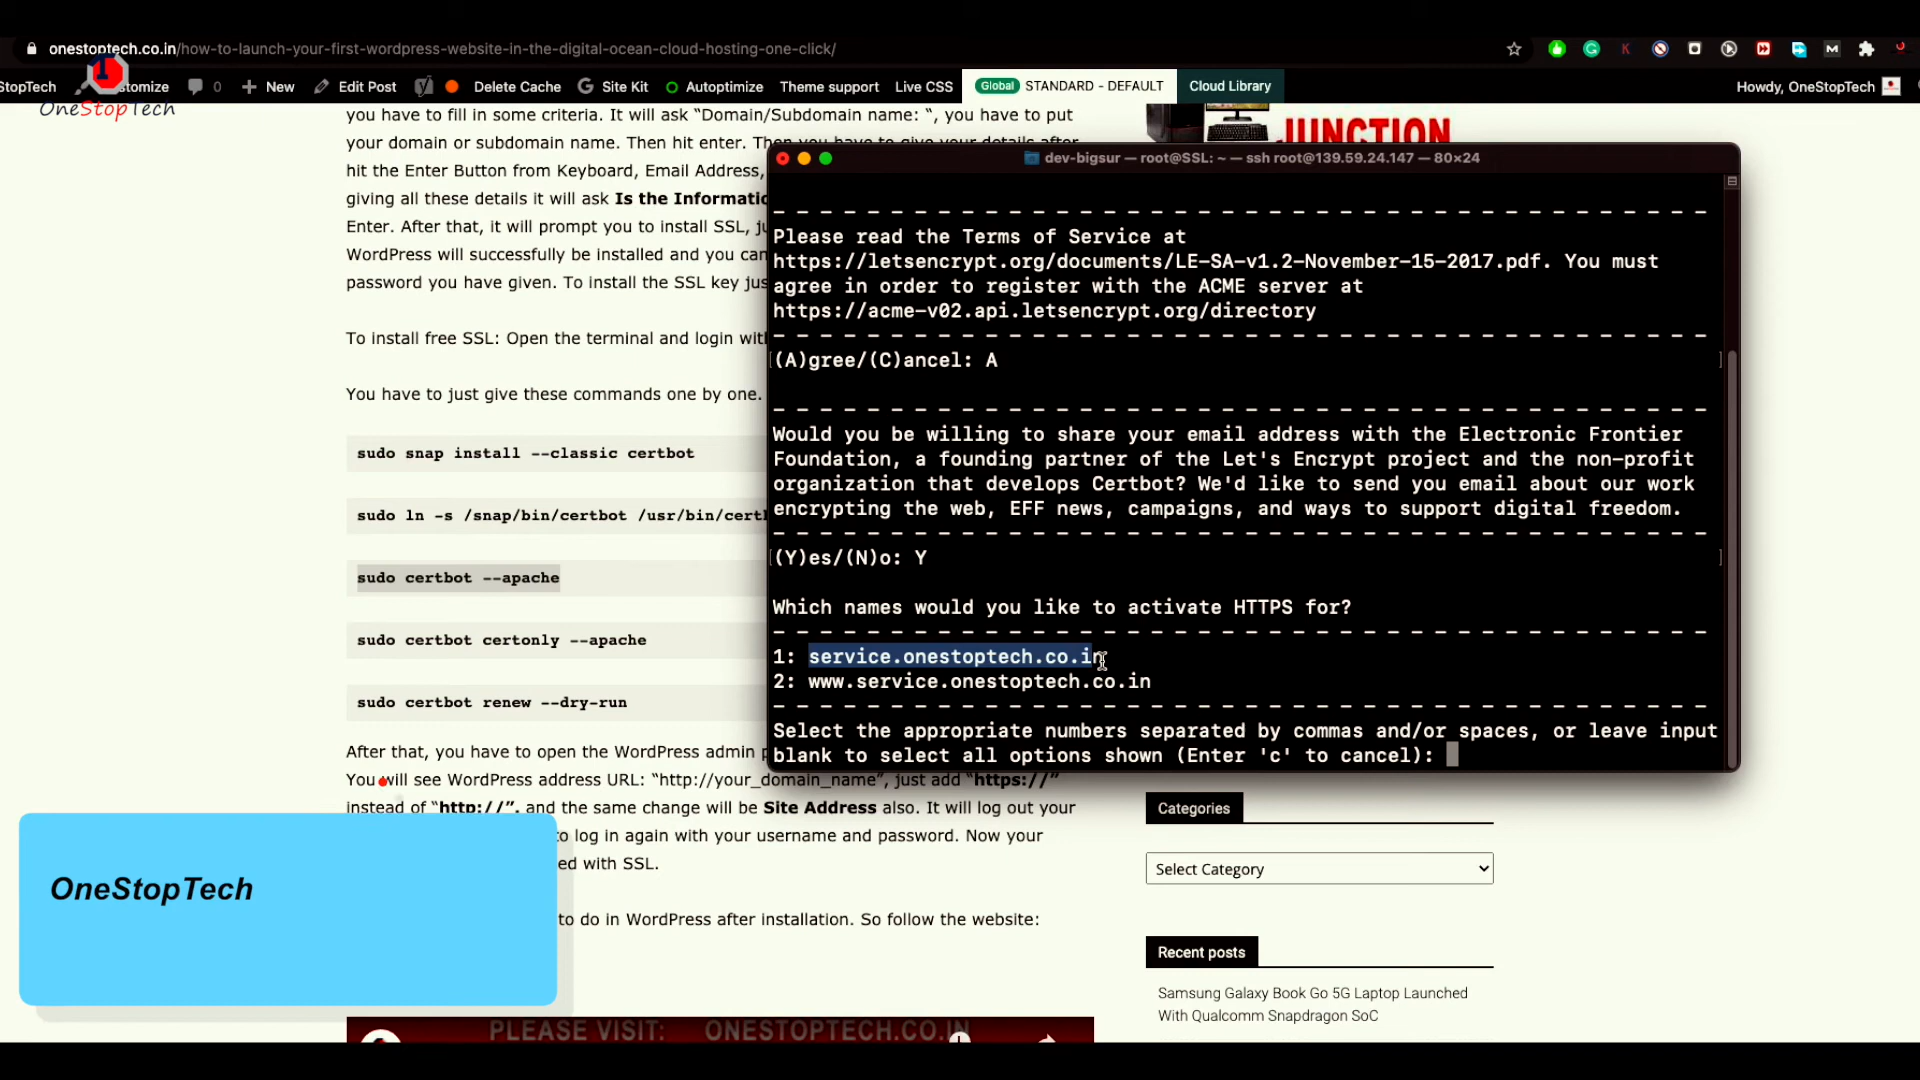 onestoptech.co.in/how-to-launch-your-first-wordpress-website-in-the-digital-ocean-cloud-hosting-one-click/
StopTech
Customize
0
New
Edit Post
Delete Cache
Site Kit
Autoptimize
Theme support
Live CSS
Global STANDARD - DEFAULT
Cloud Library
Howdy, OneStopTech
OneStopTech
you have to fill in some criteria. It will ask “Domain/Subdomain name: “, you have to put
your domain or subdomain name. Then hit enter. Then you have to give your details after
hit the Enter Button from Keyboard, Email Address,
giving all these details it will ask Is the Informatio
Enter. After that, it will prompt you to install SSL, ju
WordPress will successfully be installed and you can
password you have given. To install the SSL key jus
To install free SSL: Open the terminal and login with
You have to just give these commands one by one.
sudo snap install --classic certbot
sudo ln -s /snap/bin/certbot /usr/bin/certb
sudo certbot --apache
sudo certbot certonly --apache
sudo certbot renew --dry-run
After that, you have to open the WordPress admin p
You will see WordPress address URL: “http://your_domain_name”, just add “https://”
instead of “http://”, and the same change will be Site Address also. It will log out your
to log in again with your username and password. Now your
ed with SSL.
to do in WordPress after installation. So follow the website:
OneStopTech
PLEASE VISIT: ONESTOPTECH.CO.IN
JUNCTION
dev-bigsur — root@SSL: ~ — ssh root@139.59.24.147 — 80×24
Please read the Terms of Service at
https://letsencrypt.org/documents/LE-SA-v1.2-November-15-2017.pdf. You must
agree in order to register with the ACME server at
https://acme-v02.api.letsencrypt.org/directory
(A)gree/(C)ancel: A
Would you be willing to share your email address with the Electronic Frontier
Foundation, a founding partner of the Let's Encrypt project and the non-profit
organization that develops Certbot? We'd like to send you email about our work
encrypting the web, EFF news, campaigns, and ways to support digital freedom.
(Y)es/(N)o: Y
Which names would you like to activate HTTPS for?
1: service.onestoptech.co.in
2: www.service.onestoptech.co.in
Select the appropriate numbers separated by commas and/or spaces, or leave input
blank to select all options shown (Enter 'c' to cancel):
Categories
Select Category
Recent posts
Samsung Galaxy Book Go 5G Laptop Launched
With Qualcomm Snapdragon SoC